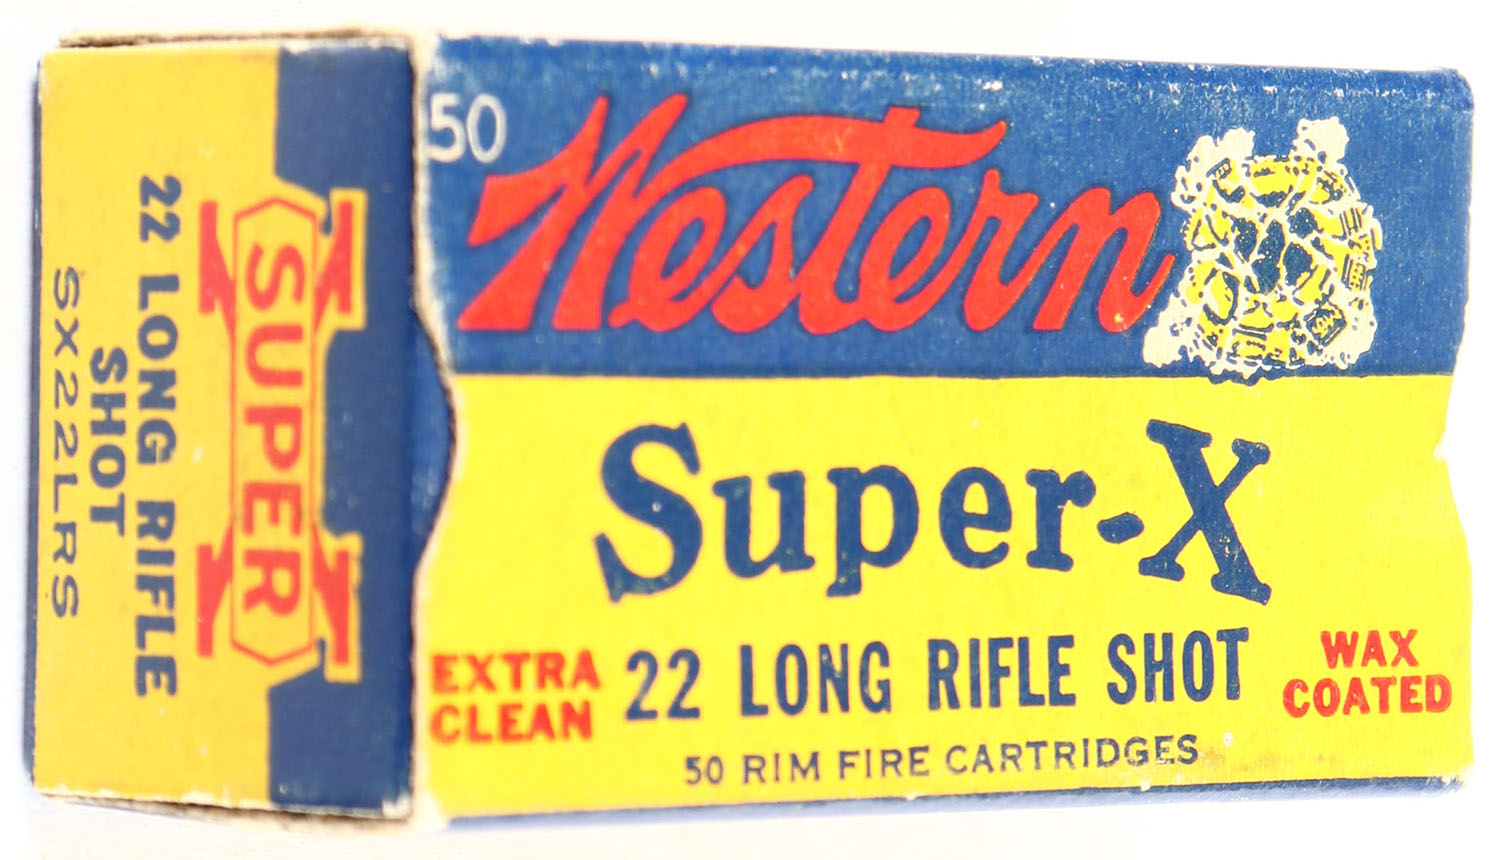 50
Western
Super-X
EXTRA
CLEAN
22 LONG RIFLE SHOT
WAX
COATED
50 RIM FIRE CARTRIDGES
SUPER
X
22 LONG RIFLE
SHOT
SX22LRS